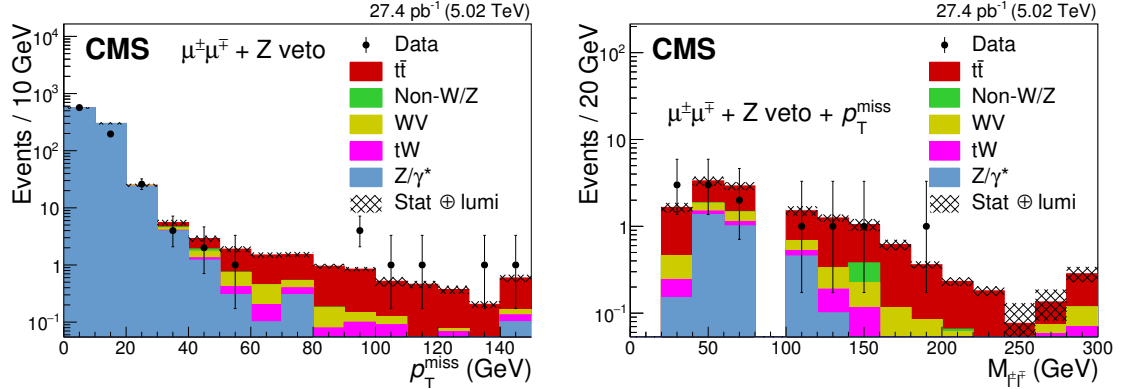 27.4 pb⁻¹ (5.02 TeV)
CMS
μ±μ∓ + Z veto
Data
tt̄
Non-W/Z
WV
tW
Z/γ*
Stat ⊕ lumi
Events / 10 GeV
10⁴
10³
10²
10
1
10⁻¹
0 20 40 60 80 100 120 140
p_T^miss (GeV)
27.4 pb⁻¹ (5.02 TeV)
CMS
μ±μ∓ + Z veto + p_T^miss
Data
tt̄
Non-W/Z
WV
tW
Z/γ*
Stat ⊕ lumi
Events / 20 GeV
10²
10
1
10⁻¹
0 50 100 150 200 250 300
M_l±l∓ (GeV)